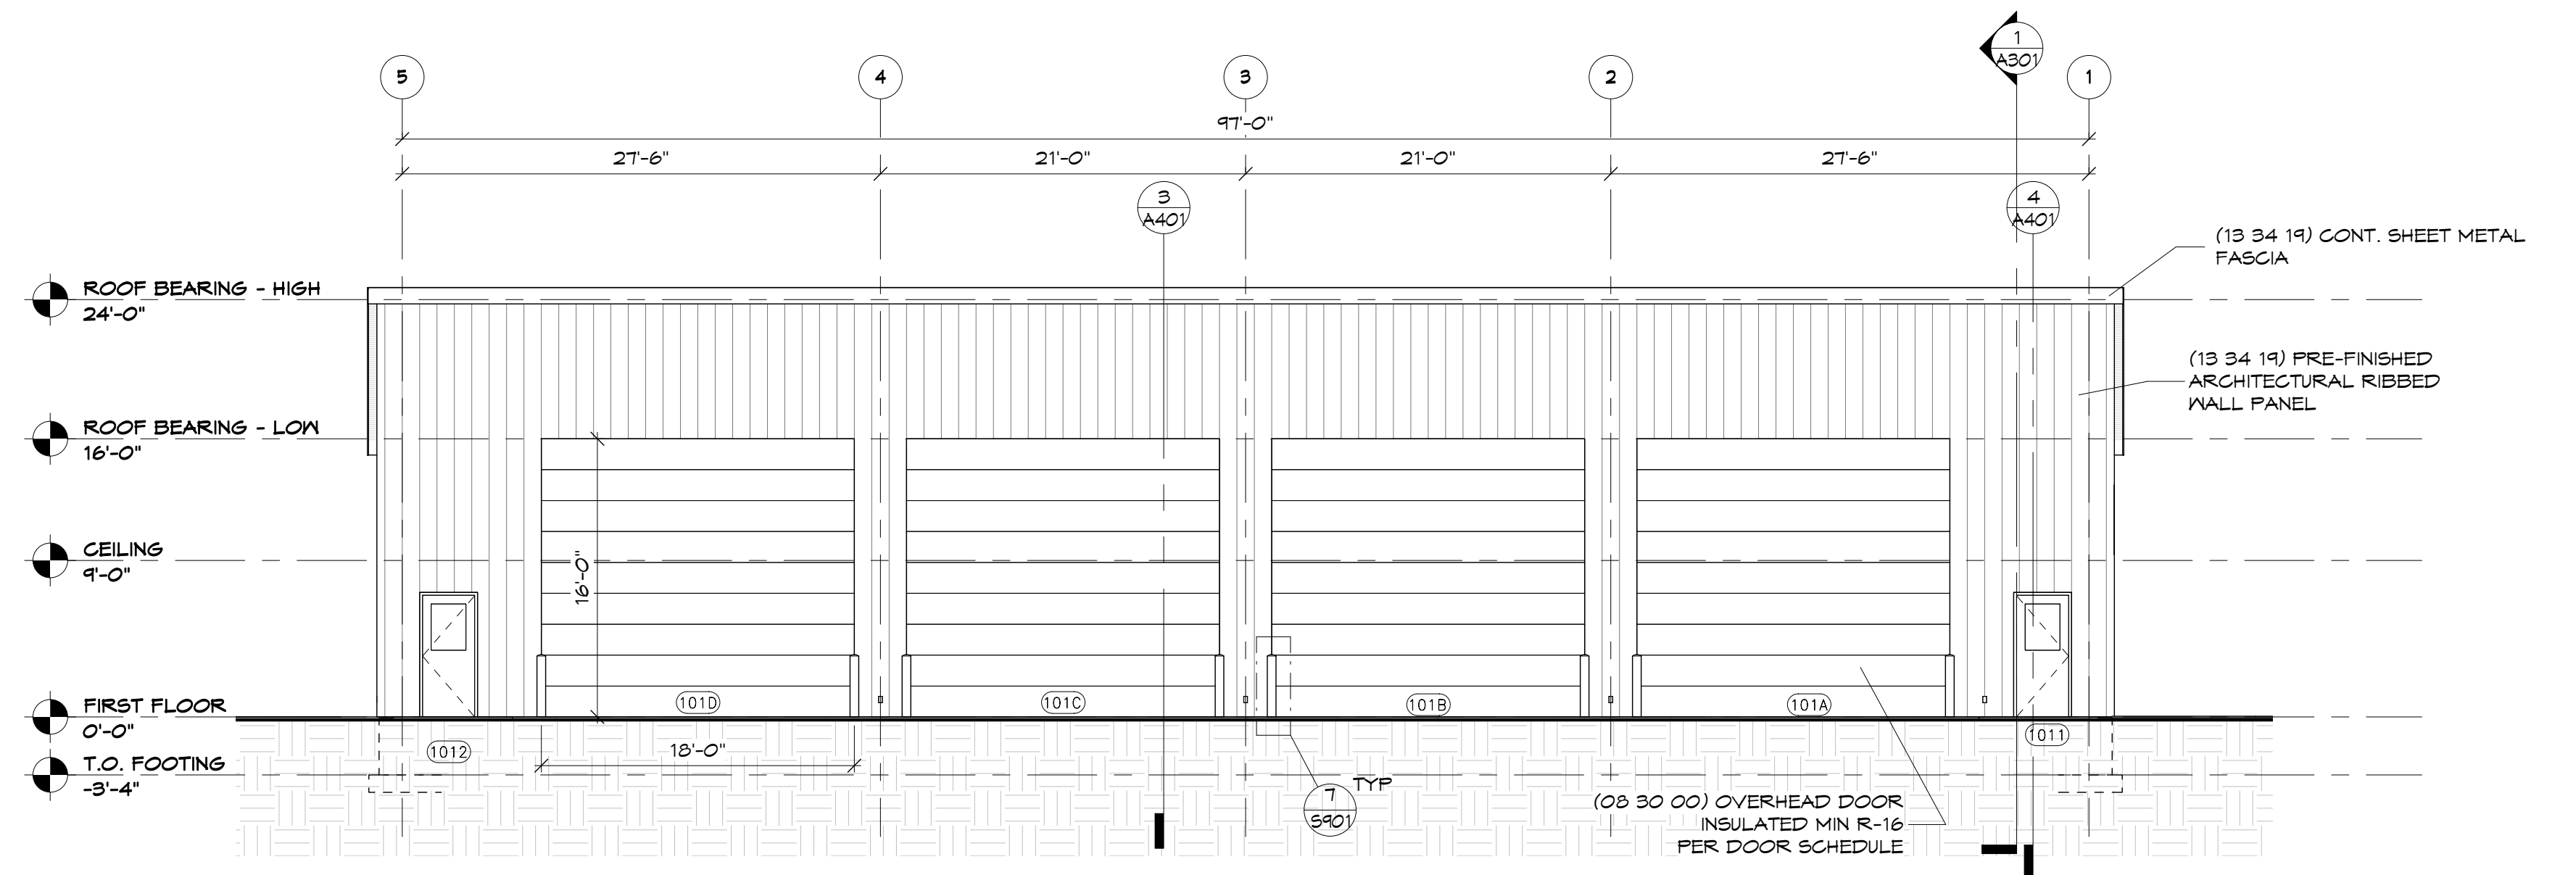 1
A301
5
4
3
2
1
97'-0"
27'-6"
21'-0"
21'-0"
27'-6"
3
A401
4
A401
(13 34 19) CONT. SHEET METAL
FASCIA
ROOF BEARING - HIGH
24'-0"
(13 34 19) PRE-FINISHED
ARCHITECTURAL RIBBED
WALL PANEL
ROOF BEARING - LOW
16'-0"
CEILING
9'-0"
16'-0"
FIRST FLOOR
0'-0"
101D
101C
101B
101A
1012
18'-0"
1011
T.O. FOOTING
-3'-4"
TYP
7
S901
(08 30 00) OVERHEAD DOOR
INSULATED MIN R-16
PER DOOR SCHEDULE